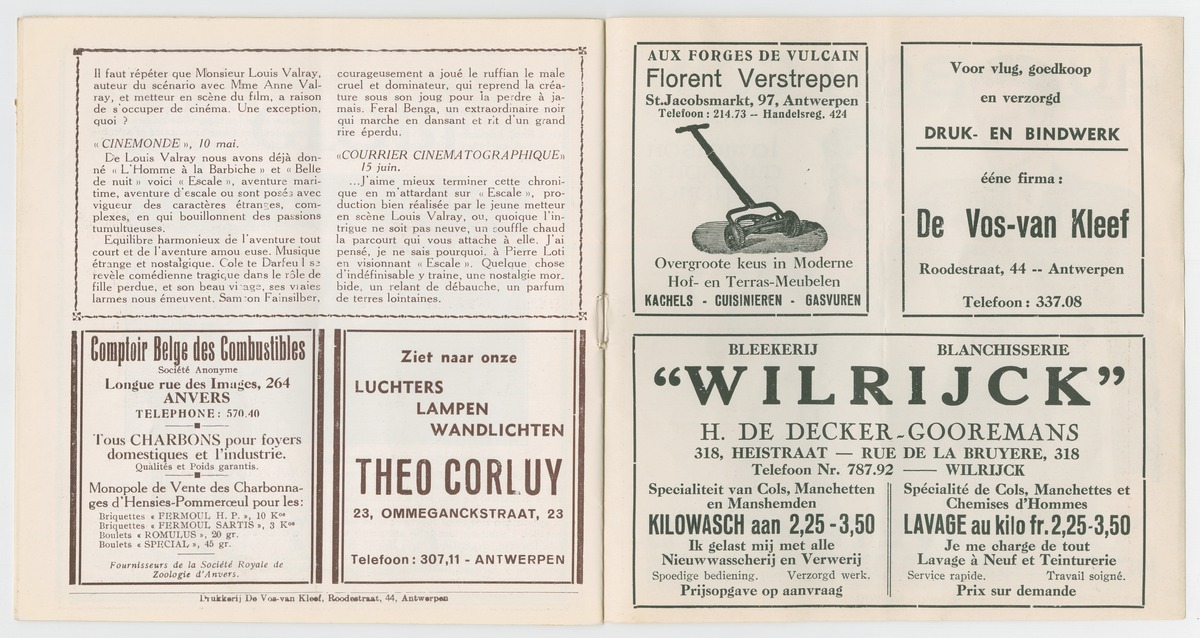 Il faut répéter que Monsieur Louis Valray,
auteur du scénario avec Mme Anne Val-
ray, et metteur en scène du film, a raison
de s'occuper de cinéma. Une exception,
quoi ?
« CINEMONDE », 10 mai.
De Louis Valray nous avons déjà don-
né « L'Homme à la Barbiche » et « Belle
de nuit » voici « Escale », aventure mari-
time, aventure d'escale ou sont posés avec
vigueur des caractères étranges, com-
plexes, en qui bouillonnent des passions
tumultueuses.
Equilibre harmonieux de l'aventure tout
court et de l'aventure amou euse. Musique
étrange et nostalgique. Cole te Darfeu l se
revèle comédienne tragique dans le rôle de
fille perdue, et son beau visage, ses vraies
larmes nous émeuvent. Samson Fainsilber,
courageusement a joué le ruffian le male
cruel et dominateur, qui reprend la créa-
ture sous son joug pour la perdre à ja-
mais. Feral Benga, un extraordinaire noir
qui marche en dansant et rit d'un grand
rire éperdu.
«COURRIER CINEMATOGRAPHIQUE»
15 juin.
...J'aime mieux terminer cette chroni-
que en m'attardant sur « Escale », pro-
duction bien réalisée par le jeune metteur
en scène Louis Valray, ou, quoique l'in-
trigue ne soit pas neuve, un souffle chaud
la parcourt qui vous attache à elle. J'ai
pensé, je ne sais pourquoi, à Pierre Loti
en visionnant « Escale ». Quelque chose
d'indéfinisable y traine, une nostalgie mor-
bide, un relant de débauche, un parfum
de terres lointaines.
Comptoir Belge des Combustibles
Société Anonyme
Longue rue des Images, 264
ANVERS
TELEPHONE : 570.40
Tous CHARBONS pour foyers
domestiques et l'industrie.
Qualités et Poids garantis.
Monopole de Vente des Charbonna-
ges d'Hensies-Pommerœul pour les:
Briquettes « FERMOUL H. P. », 10 Kos
Briquettes « FERMOUL SARTIS », 3 Kos
Boulets « ROMULUS », 20 gr.
Boulets « SPECIAL », 45 gr.
Fournisseurs de la Société Royale de
Zoologie d'Anvers.
Ziet naar onze
LUCHTERS
LAMPEN
WANDLICHTEN
THEO CORLUY
23, OMMEGANCKSTRAAT, 23
Telefoon : 307,11 - ANTWERPEN
Drukkerij De Vos-van Kleef, Roodestraat, 44, Antwerpen
AUX FORGES DE VULCAIN
Florent Verstrepen
St.Jacobsmarkt, 97, Antwerpen
Telefoon : 214.73 -- Handelsreg. 424
Overgroote keus in Moderne
Hof- en Terras-Meubelen
KACHELS - CUISINIEREN - GASVUREN
Voor vlug, goedkoop
en verzorgd
DRUK- EN BINDWERK
ééne firma :
De Vos-van Kleef
Roodestraat, 44 -- Antwerpen
Telefoon : 337.08
BLEEKERIJ BLANCHISSERIE
“WILRIJCK”
H. DE DECKER-GOOREMANS
318, HEISTRAAT — RUE DE LA BRUYERE, 318
Telefoon Nr. 787.92 — WILRIJCK
Specialiteit van Cols, Manchetten
en Manshemden
KILOWASCH aan 2,25-3,50
Ik gelast mij met alle
Nieuwwasscherij en Verwerij
Spoedige bediening. Verzorgd werk.
Prijsopgave op aanvraag
Spécialité de Cols, Manchettes et
Chemises d'Hommes
LAVAGE au kilo fr. 2,25-3,50
Je me charge de tout
Lavage à Neuf et Teinturerie
Service rapide. Travail soigné.
Prix sur demande